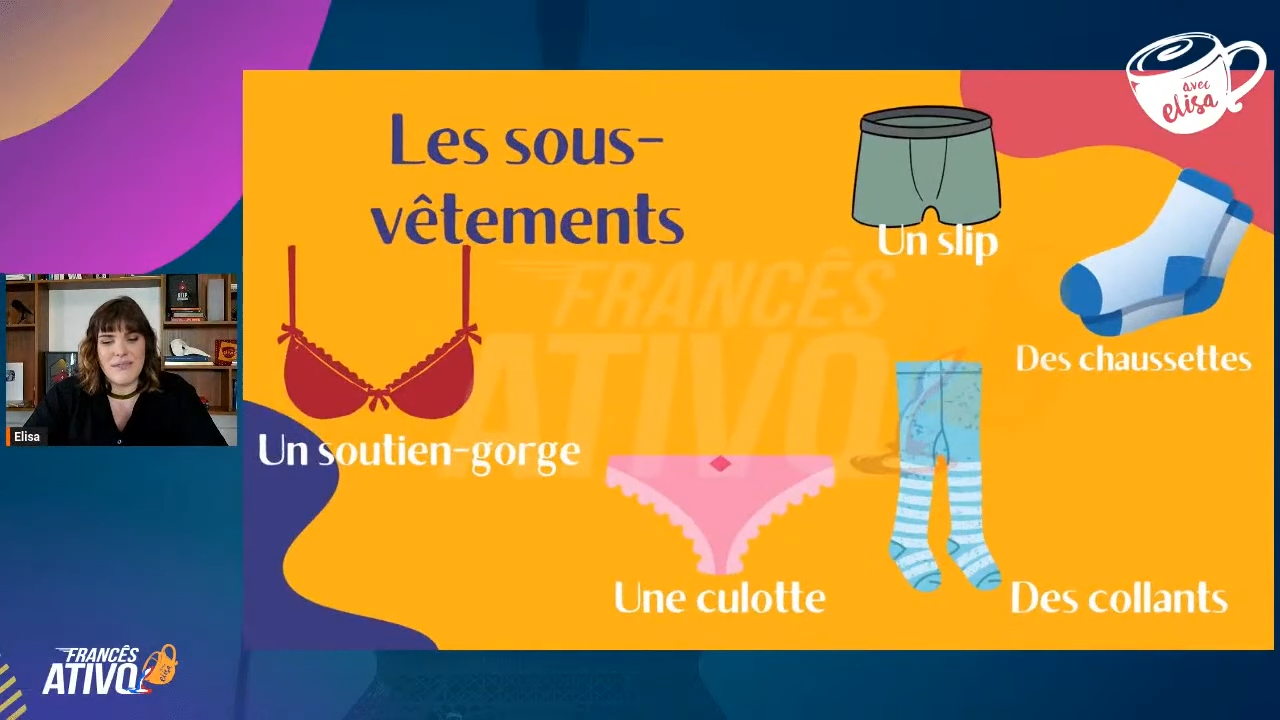 avec
elisa
Les sous-
vêtements
Un slip
FRANCÊS
ATIVO
Des chaussettes
Un soutien-gorge
Une culotte
Des collants
Elisa
FRANCÊS
ATIVO